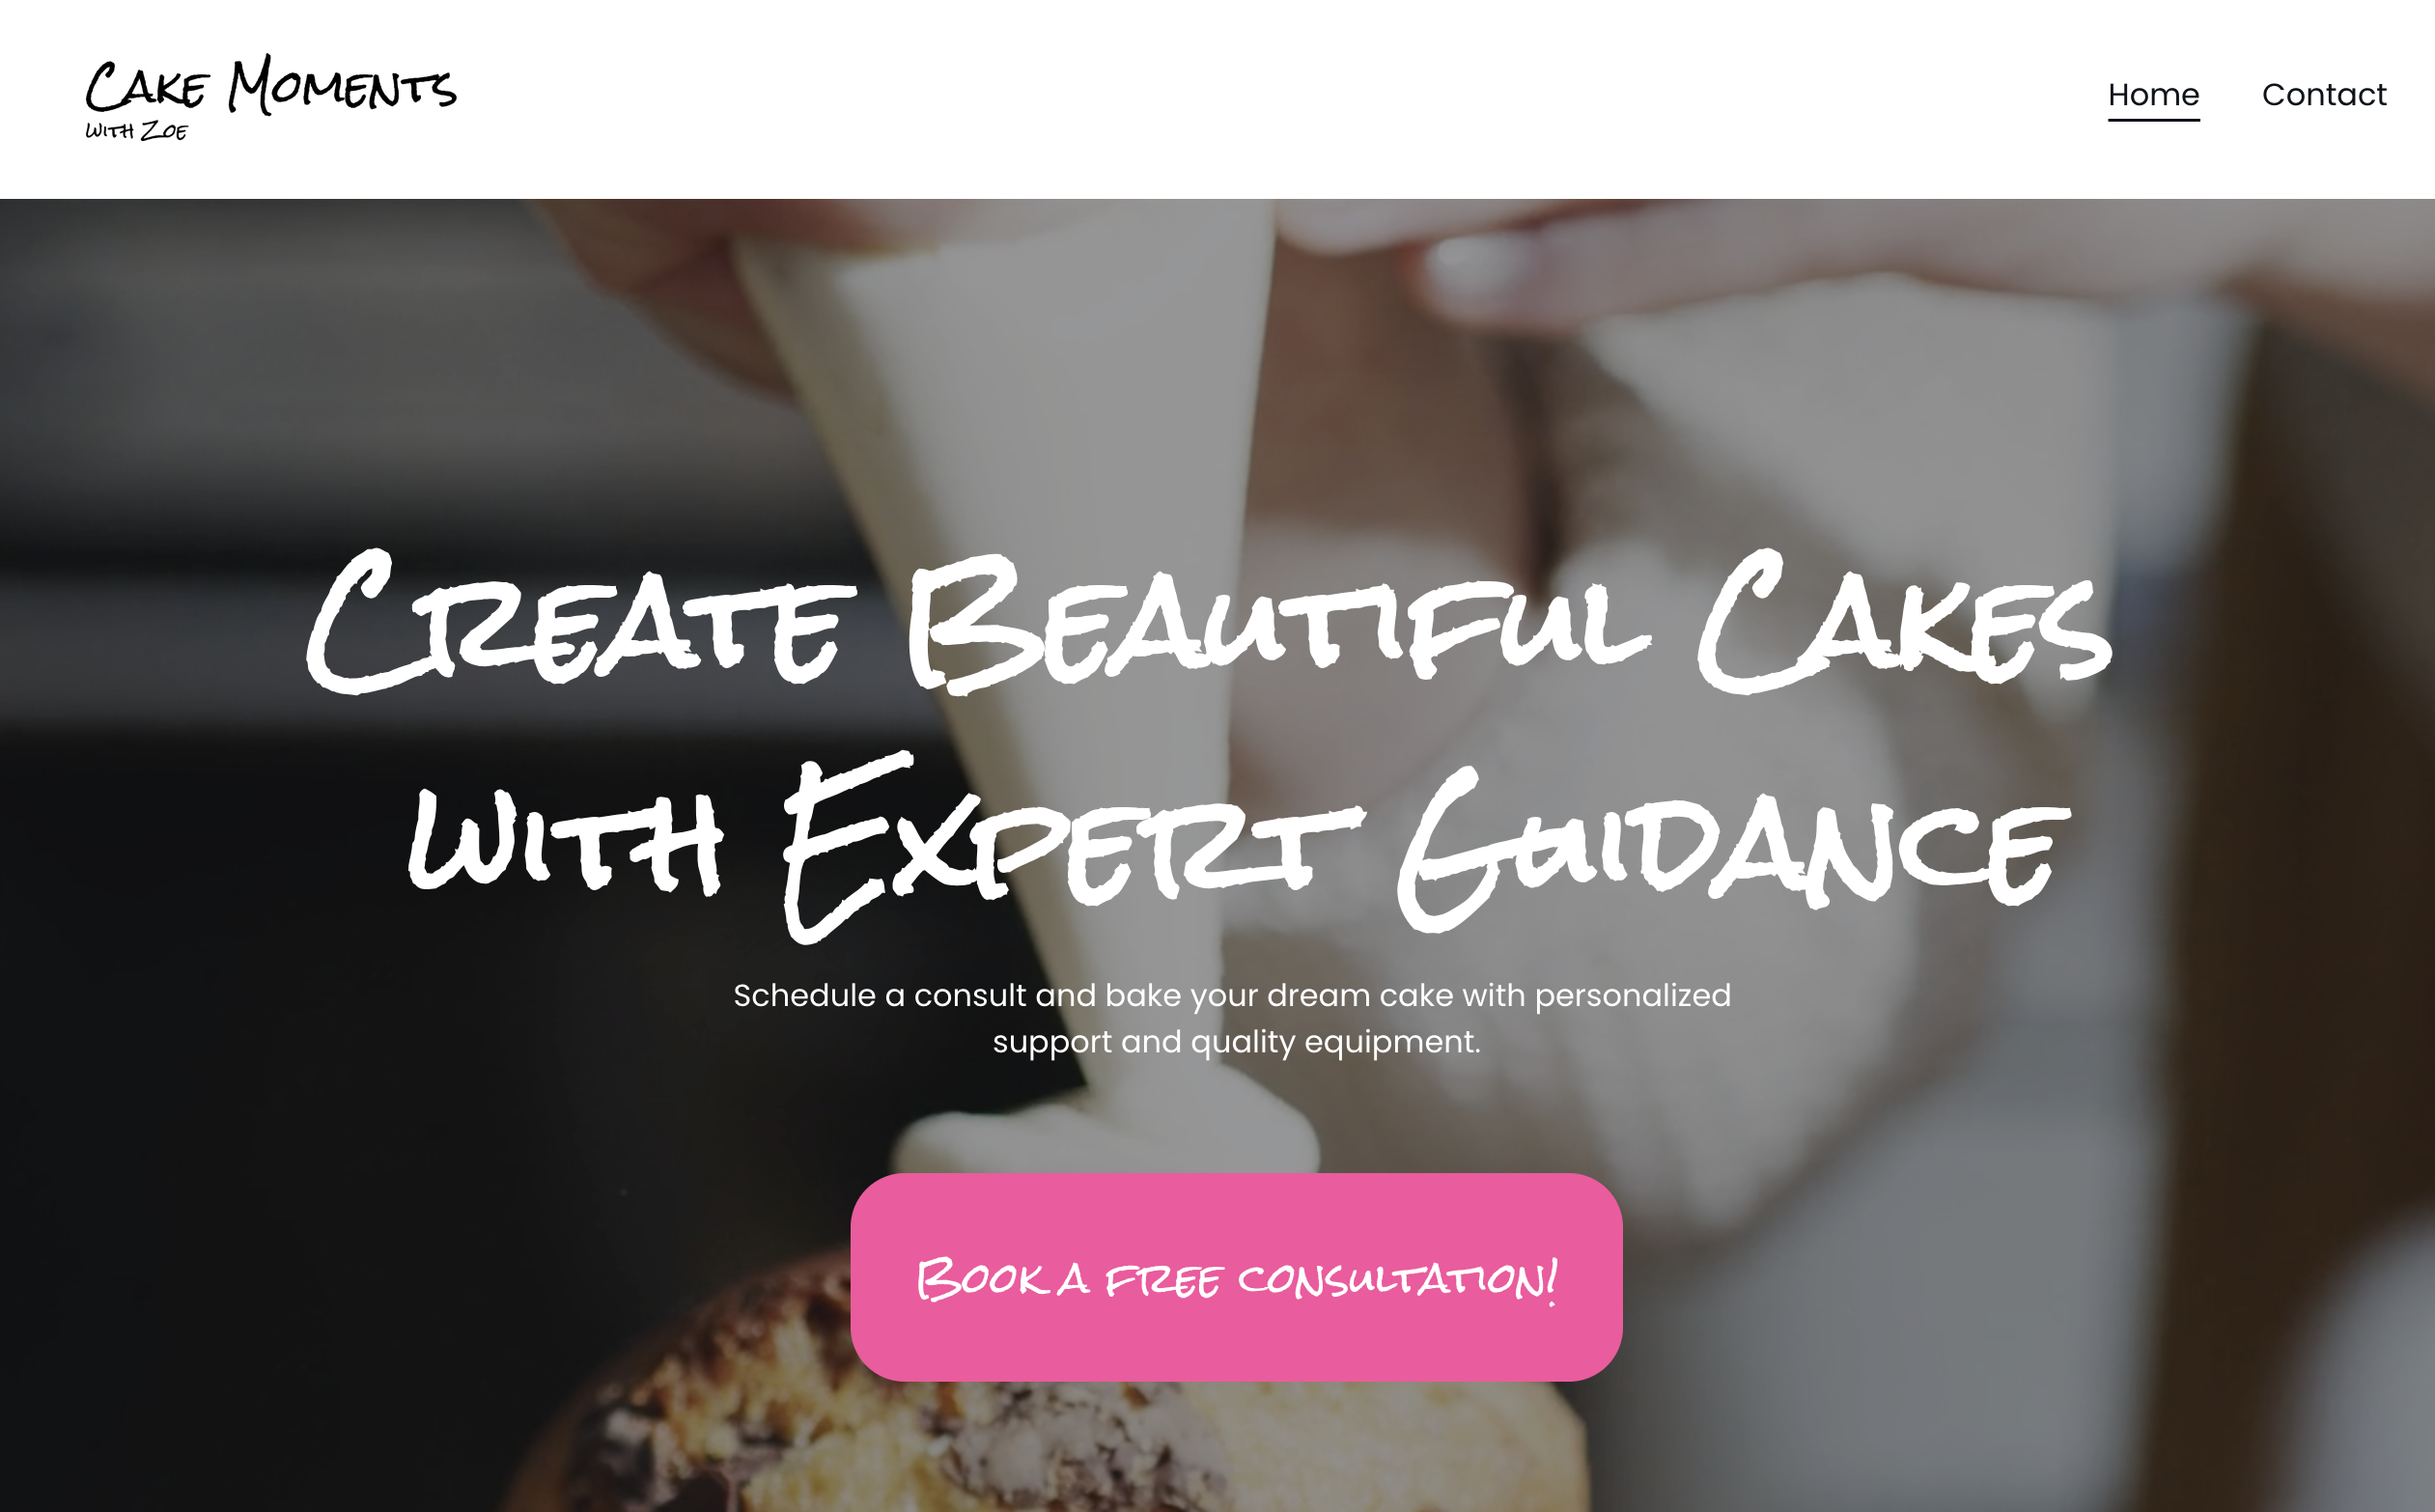 Cake Moments
with Zoe
Home Contact
Create Beautiful Cakes
with Expert Guidance
Schedule a consult and bake your dream cake with personalized
support and quality equipment.
Book a free consultation!